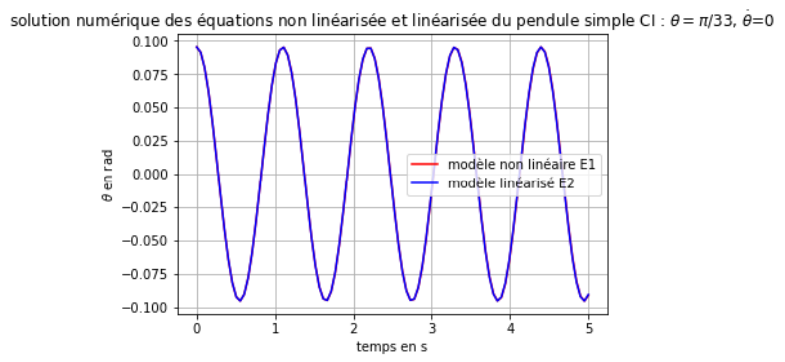 solution numérique des équations non linéarisée et linéarisée du pendule simple CI : θ = π/33, θ̇=0
0.100
0.075
0.050
0.025
0.000
−0.025
−0.050
−0.075
−0.100
θ en rad
modèle non linéaire E1
modèle linéarisé E2
0 1 2 3 4 5
temps en s